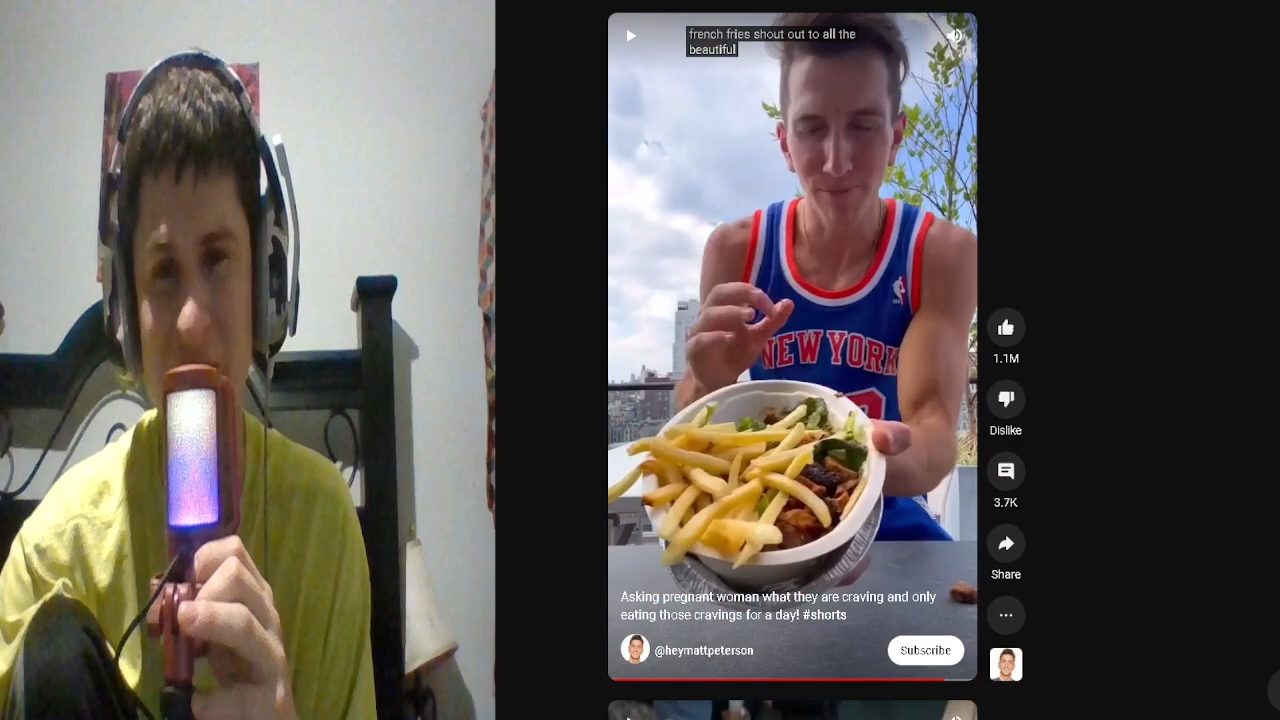 french fries shout out to all the
beautiful
NEW YORK
1.1M
Dislike
3.7K
Share
Asking pregnant woman what they are craving and only
eating those cravings for a day! #shorts
@heymattpeterson
Subscribe